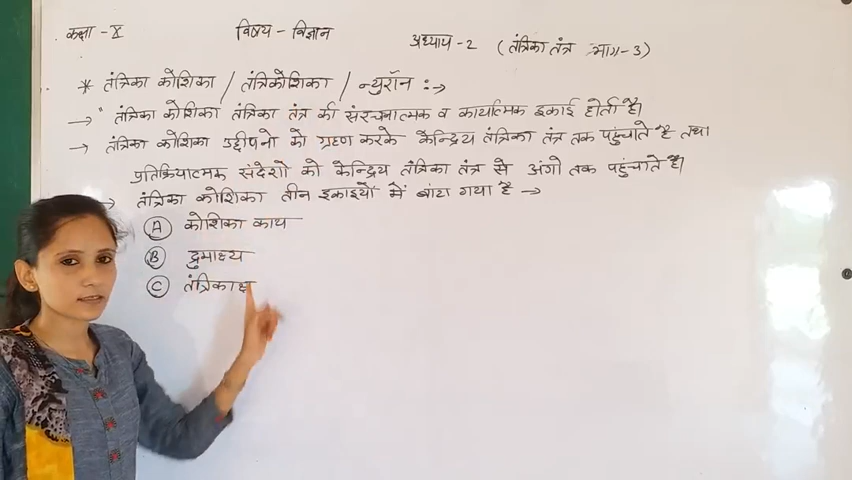 कक्षा - X विषय - विज्ञान अध्याय - 2 (तंत्रिका तंत्र भाग-3)
* तंत्रिका कोशिका / तंत्रिकोशिका / न्युरॉन :→
→ " तंत्रिका कोशिका तंत्रिका तंत्र की संरचनात्मक व कार्यात्मक इकाई होती है।
→ तंत्रिका कोशिका उद्दीपनो को ग्रहण करके केन्द्रिय तंत्रिका तंत्र तक पहुंचाते है तथा
प्रतिक्रियात्मक संदेशो को केन्द्रिय तंत्रिका तंत्र से अंगो तक पहुंचाते है।
→ तंत्रिका कोशिका तीन इकाइयों में बांटा गया है →
(A) कोशिका काय
(B) द्रुमाक्ष्य
(C) तंत्रिकाक्ष